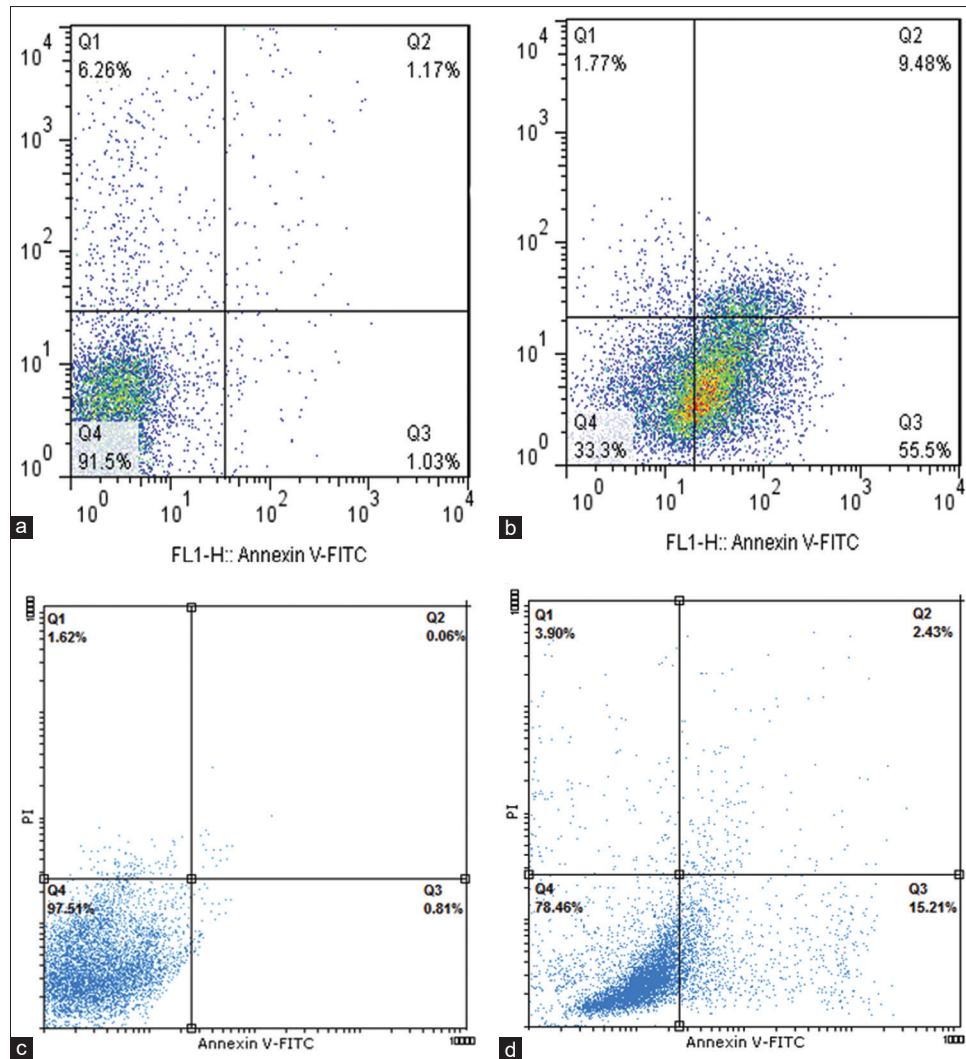 Q1
6.26%
Q2
1.17%
10^4
10^3
10^2
10^1
10^0
Q4
91.5%
Q3
1.03%
10^0 10^1 10^2 10^3 10^4
a
FL1-H:: Annexin V-FITC
Q1
1.77%
Q2
9.48%
10^4
10^3
10^2
10^1
10^0
Q4
33.3%
Q3
55.5%
10^0 10^1 10^2 10^3 10^4
b
FL1-H:: Annexin V-FITC
Q1
1.62%
Q2
0.06%
PI
Q4
97.51%
Q3
0.81%
c
Annexin V-FITC
Q1
3.90%
Q2
2.43%
PI
Q4
78.46%
Q3
15.21%
d
Annexin V-FITC